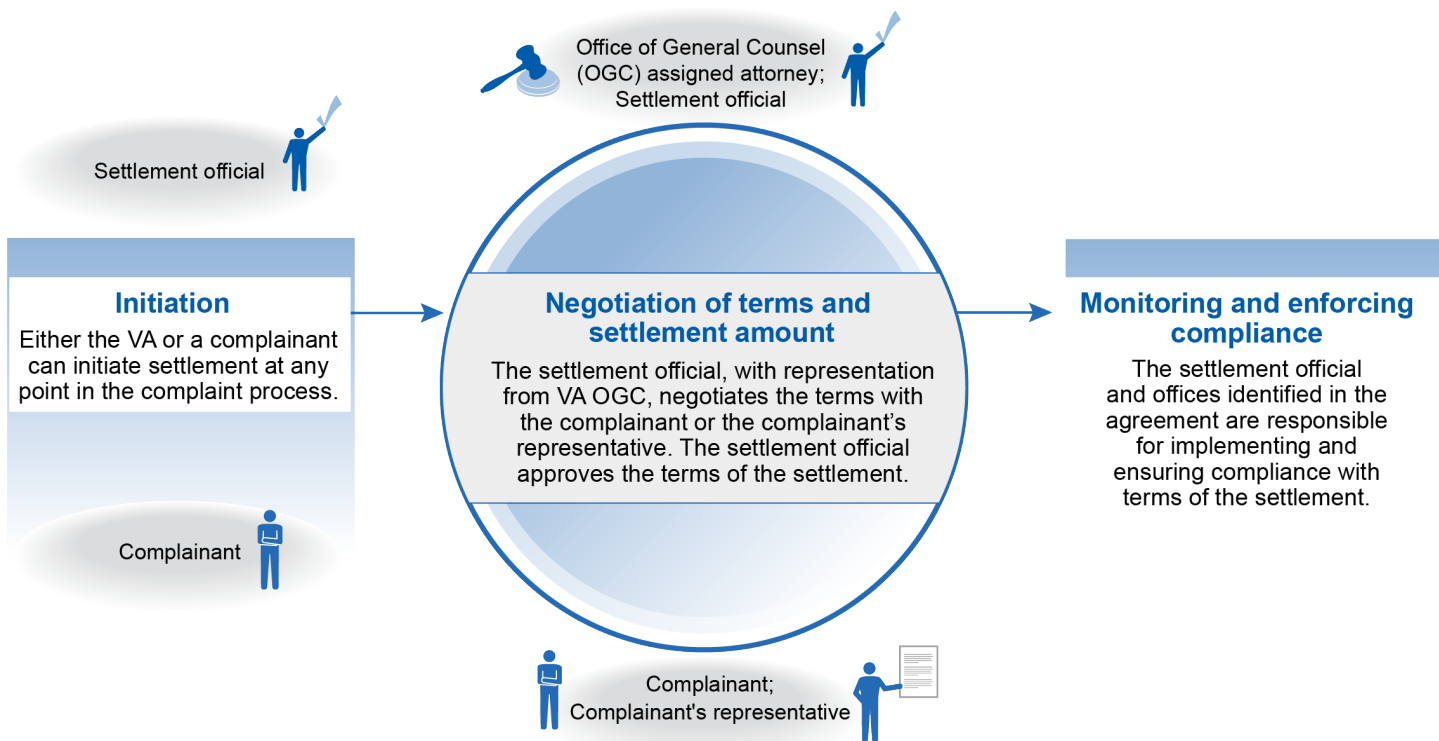 Settlement official
Initiation
Either the VA or a complainant
can initiate settlement at any
point in the complaint process.
Complainant
Office of General Counsel
(OGC) assigned attorney;
Settlement official
Negotiation of terms and
settlement amount
The settlement official, with representation
from VA OGC, negotiates the terms with
the complainant or the complainant’s
representative. The settlement official
approves the terms of the settlement.
Complainant;
Complainant's representative
Monitoring and enforcing
compliance
The settlement official
and offices identified in the
agreement are responsible
for implementing and
ensuring compliance with
terms of the settlement.